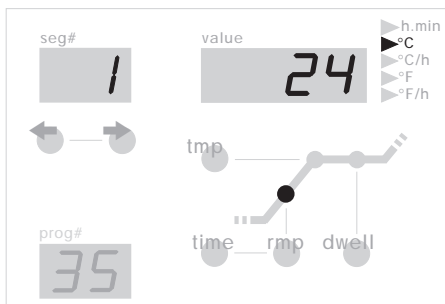 seg#
1
value
24
h.min
°C
°C/h
°F
°F/h
tmp
time rmp dwell
prog#
35